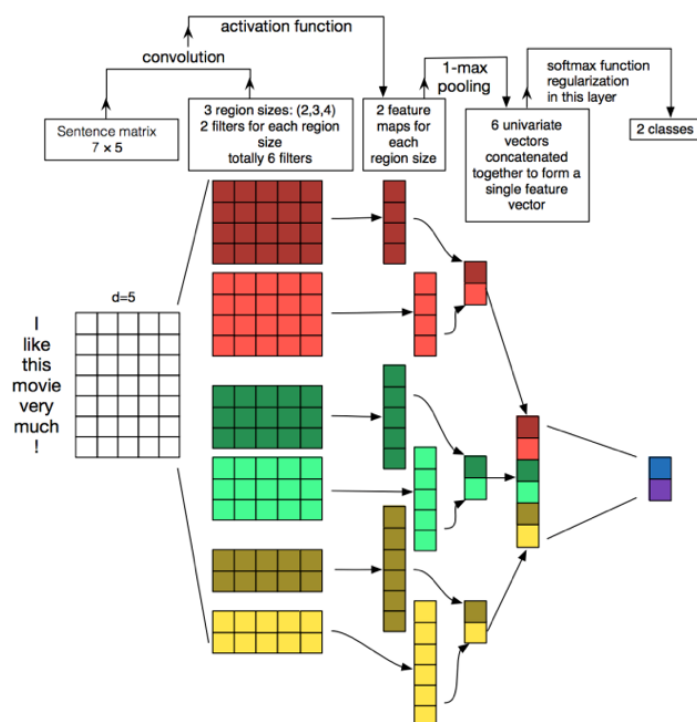 activation function
convolution
1-max
pooling
softmax function
regularization
in this layer
Sentence matrix
7 × 5
3 region sizes: (2,3,4)
2 filters for each region
size
totally 6 filters
2 feature
maps for
each
region size
6 univariate
vectors
concatenated
together to form a
single feature
vector
2 classes
d=5
I
like
this
movie
very
much
!